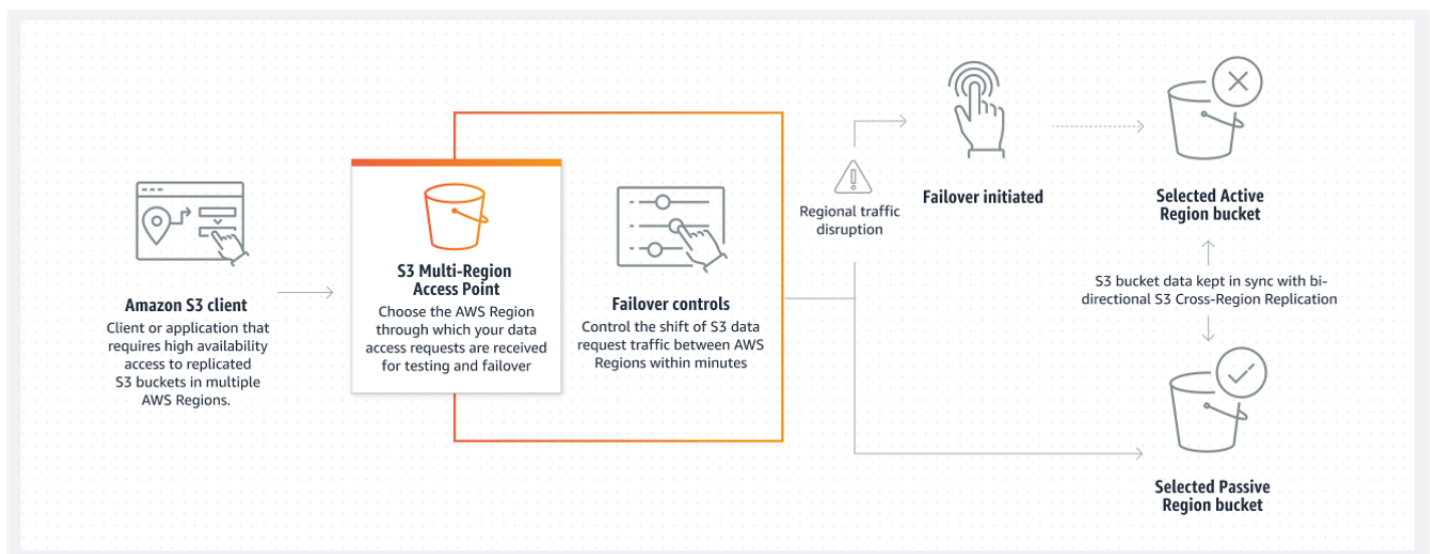 Amazon S3 client
Client or application that
requires high availability
access to replicated
S3 buckets in multiple
AWS Regions.
S3 Multi-Region
Access Point
Choose the AWS Region
through which your data
access requests are received
for testing and failover
Failover controls
Control the shift of S3 data
request traffic between AWS
Regions within minutes
Regional traffic
disruption
Failover initiated
Selected Active
Region bucket
S3 bucket data kept in sync with bi-
directional S3 Cross-Region Replication
Selected Passive
Region bucket